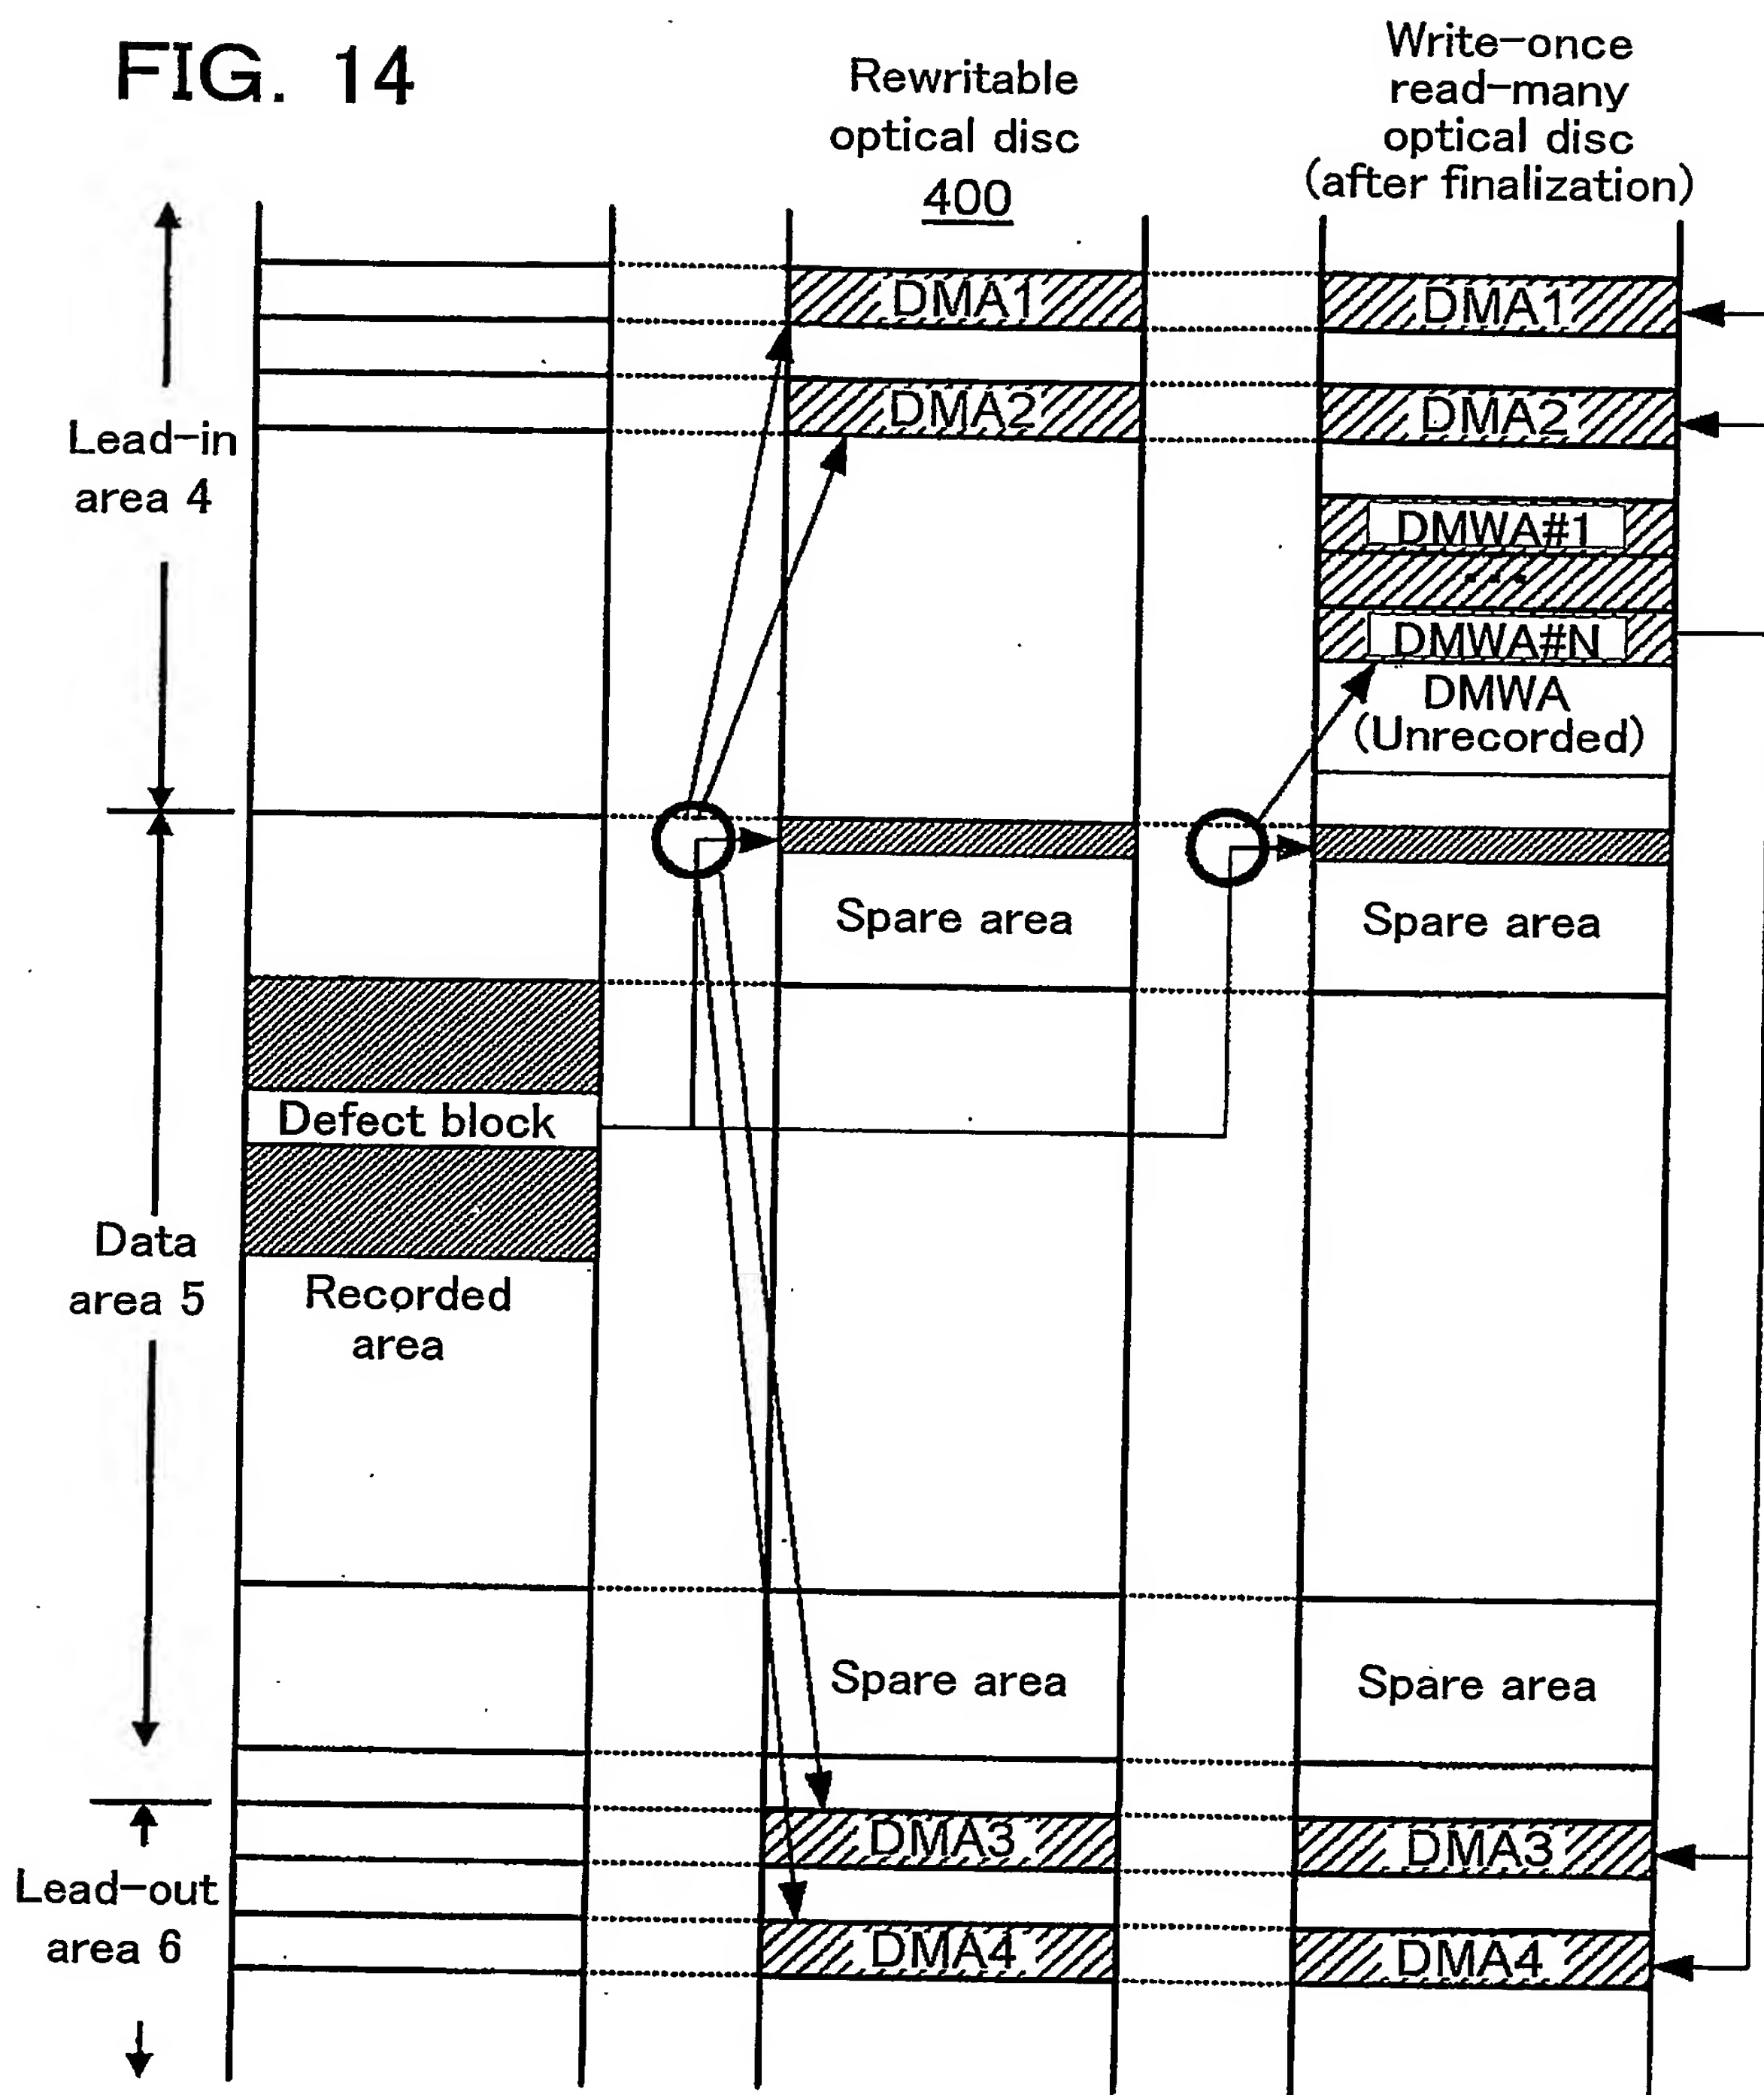 FIG. 14
Rewritable
optical disc
400
Write-once
read-many
optical disc
(after finalization)
DMA1
DMA1
DMA2
DMA2
Lead-in
area 4
DMWA#1
...
DMWA#N
DMWA
(Unrecorded)
Spare area
Spare area
Defect block
Data
area 5
Recorded
area
Spare area
Spare area
DMA3
DMA3
Lead-out
area 6
DMA4
DMA4